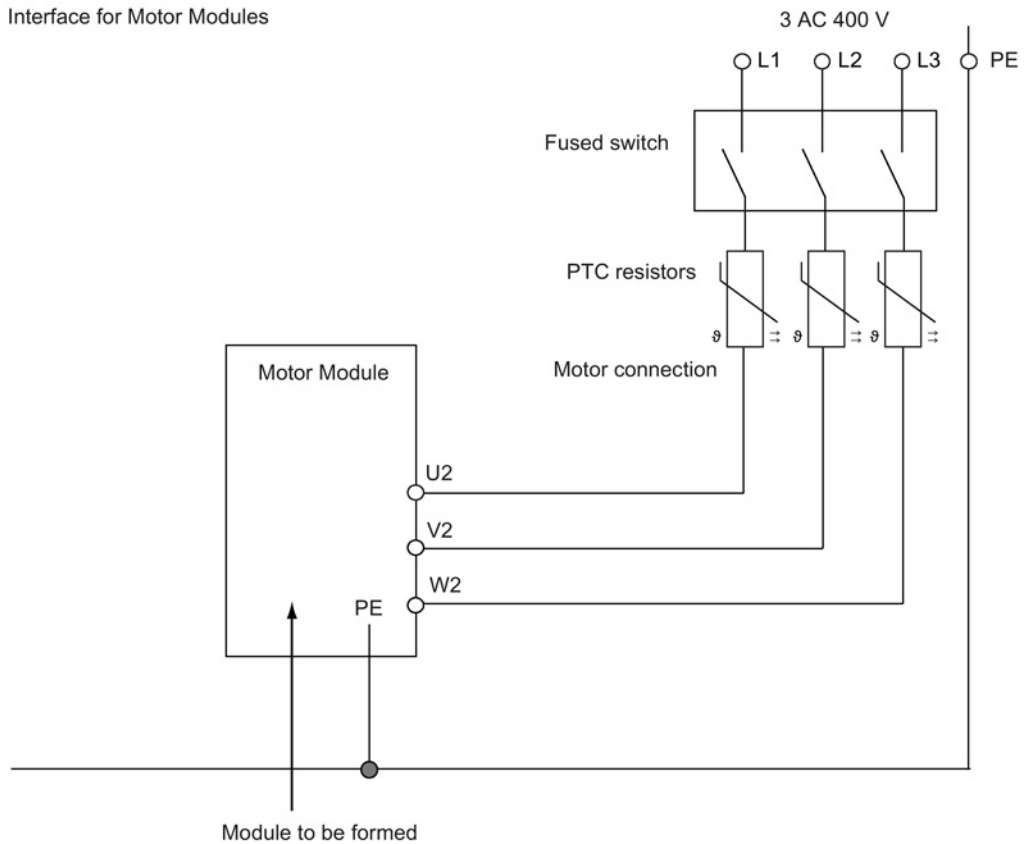 Interface for Motor Modules
3 AC 400 V
L1
L2
L3
PE
Fused switch
PTC resistors
ϑ
ϑ
ϑ
Motor connection
Motor Module
U2
V2
W2
PE
Module to be formed